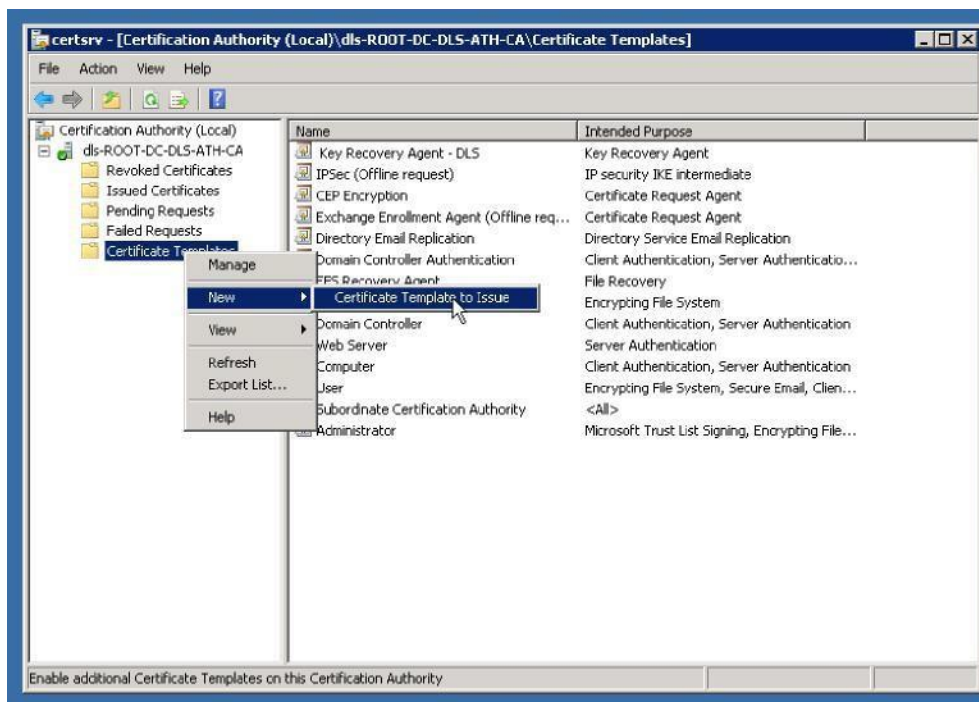 certsrv - [Certification Authority (Local)\dls-ROOT-DC-DLS-ATH-CA\Certificate Templates]
File Action View Help
Certification Authority (Local)
dls-ROOT-DC-DLS-ATH-CA
Revoked Certificates
Issued Certificates
Pending Requests
Failed Requests
Certificate Templates
Manage
New
View
Refresh
Export List...
Help
Certificate Template to Issue
Name Intended Purpose
Key Recovery Agent - DLS Key Recovery Agent
IPSec (Offline request) IP security IKE intermediate
CEP Encryption Certificate Request Agent
Exchange Enrollment Agent (Offline req... Certificate Request Agent
Directory Email Replication Directory Service Email Replication
Domain Controller Authentication Client Authentication, Server Authenticatio...
EFS Recovery Agent File Recovery
Encrypting File System
Domain Controller Client Authentication, Server Authentication
Web Server Server Authentication
Computer Client Authentication, Server Authentication
User Encrypting File System, Secure Email, Clien...
Subordinate Certification Authority <All>
Administrator Microsoft Trust List Signing, Encrypting File...
Enable additional Certificate Templates on this Certification Authority